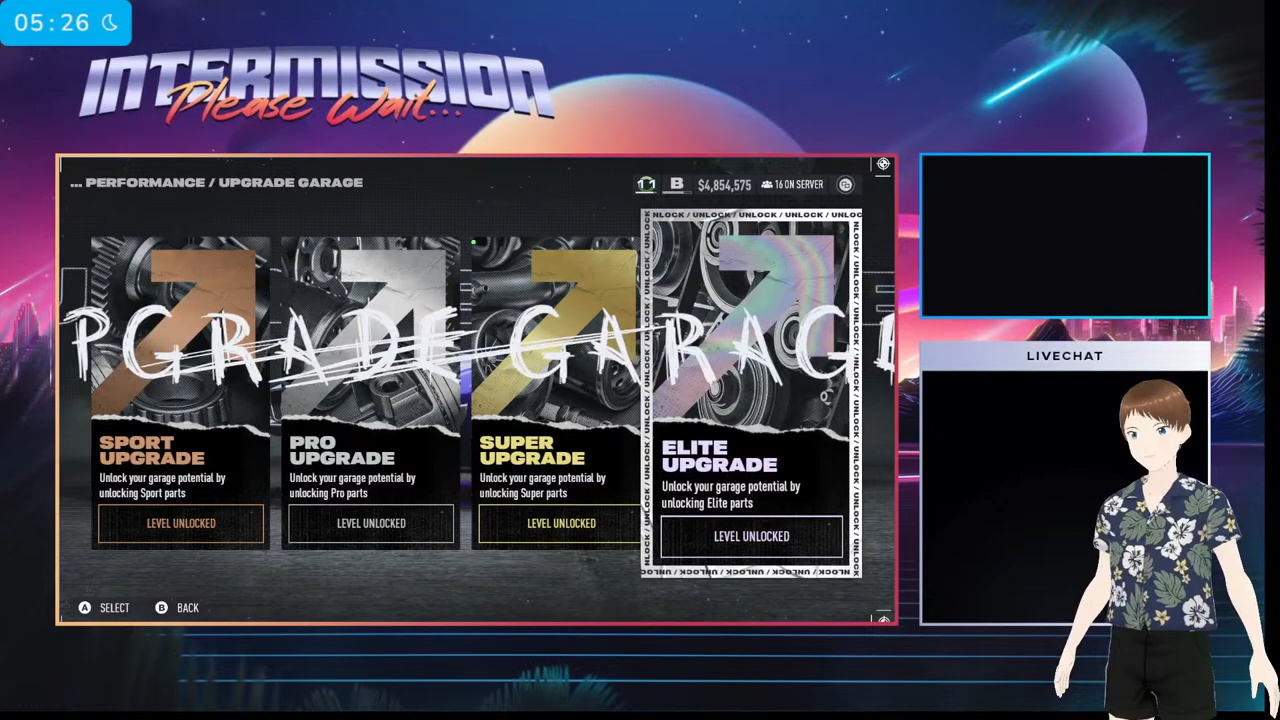 05:26
INTERMISSION
Please Wait...
... PERFORMANCE / UPGRADE GARAGE
B $4,854,575 16 ON SERVER
NLOCK / UNLOCK / UNLOCK / UNLOCK / UNLOC
PGRADE GARAGE
SPORT
UPGRADE
Unlock your garage potential by
unlocking Sport parts
LEVEL UNLOCKED
PRO
UPGRADE
Unlock your garage potential by
unlocking Pro parts
LEVEL UNLOCKED
SUPER
UPGRADE
Unlock your garage potential by
unlocking Super parts
LEVEL UNLOCKED
ELITE
UPGRADE
Unlock your garage potential by
unlocking Elite parts
LEVEL UNLOCKED
A SELECT B BACK
LIVECHAT